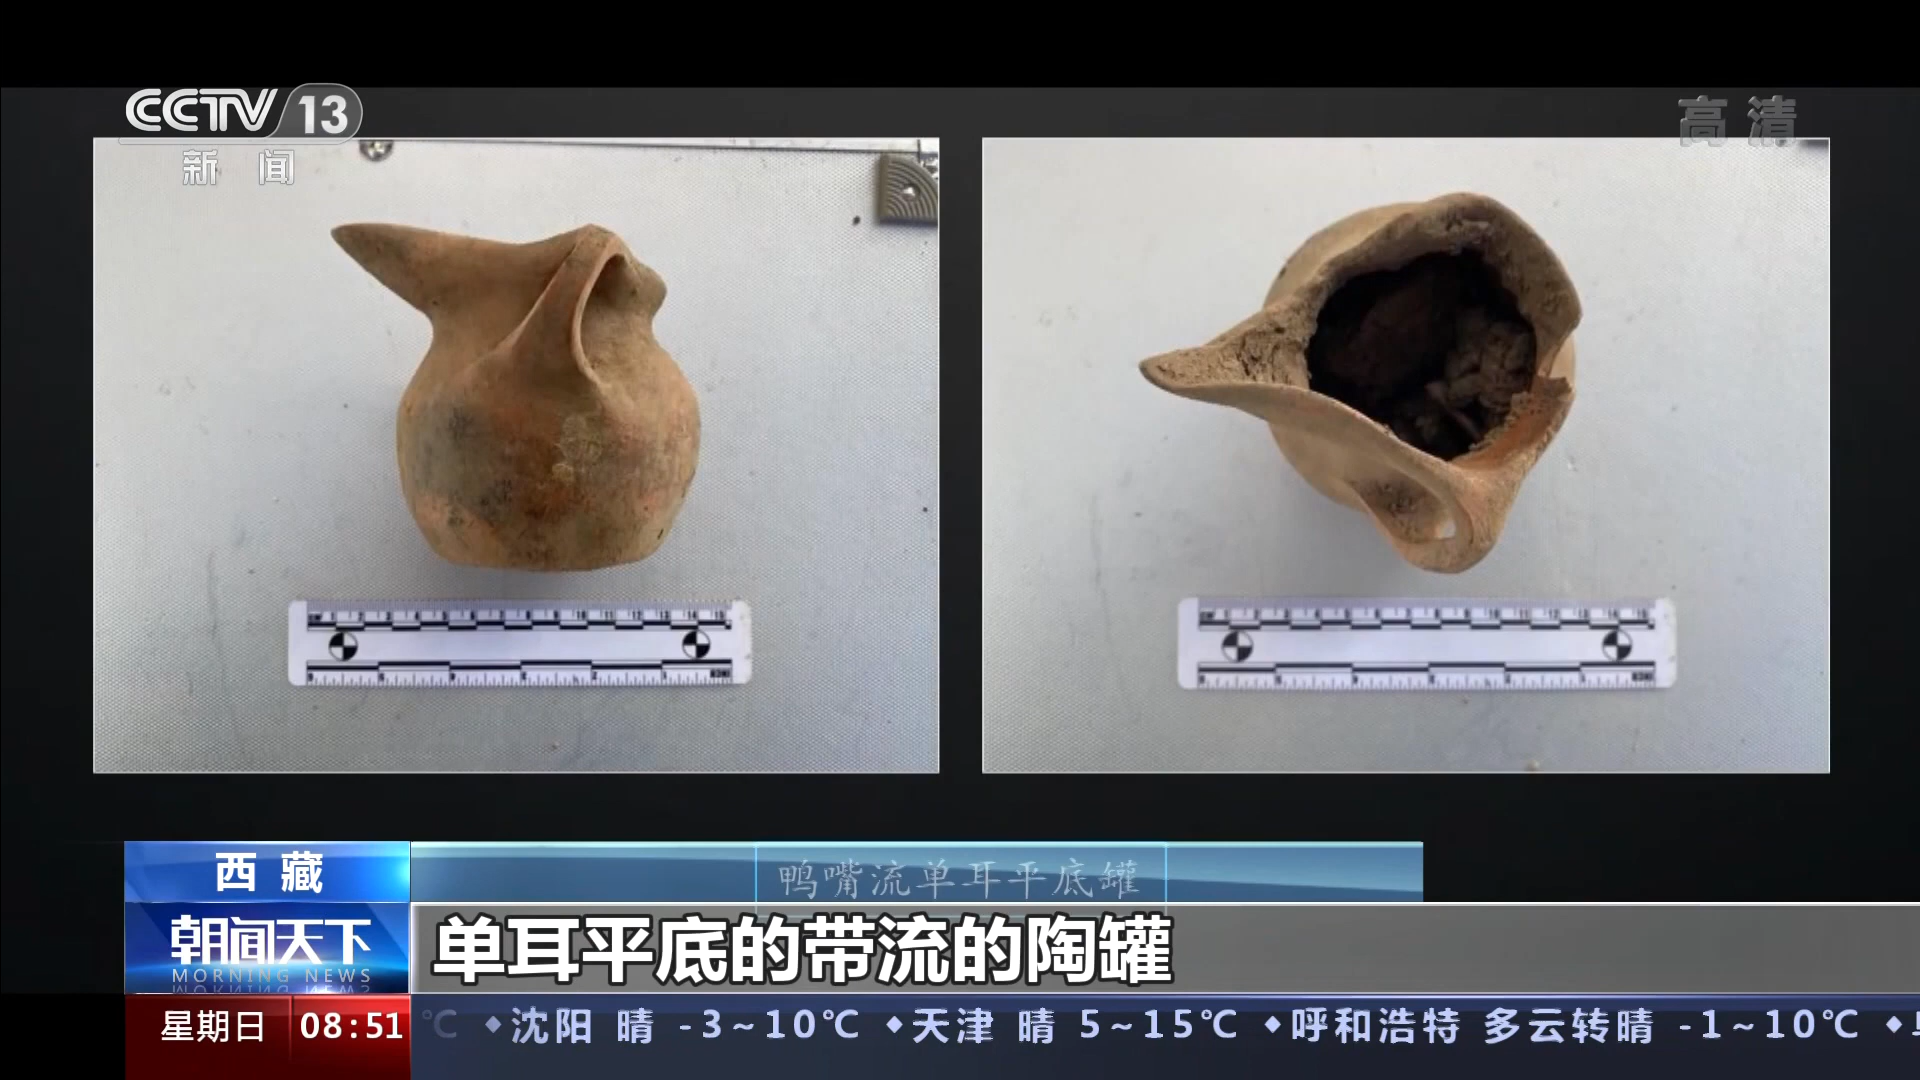 CCTV 13
新闻
高清
鸭嘴流单耳平底罐
西藏
朝闻天下
MORNING NEWS
单耳平底的带流的陶罐
星期日 08:51
℃ ◆沈阳 晴 -3~10℃ ◆天津 晴 5~15℃ ◆呼和浩特 多云转晴 -1~10℃ ◆